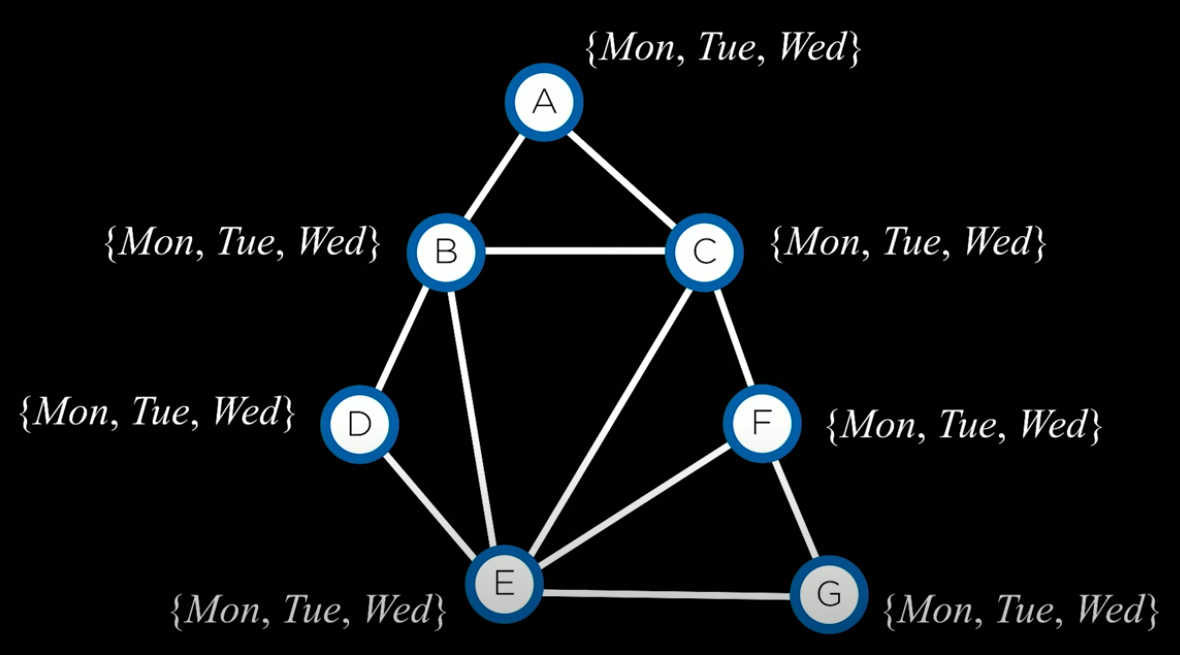 {Mon, Tue, Wed}
A
{Mon, Tue, Wed}
B
C
{Mon, Tue, Wed}
{Mon, Tue, Wed}
D
F
{Mon, Tue, Wed}
{Mon, Tue, Wed}
E
G
{Mon, Tue, Wed}